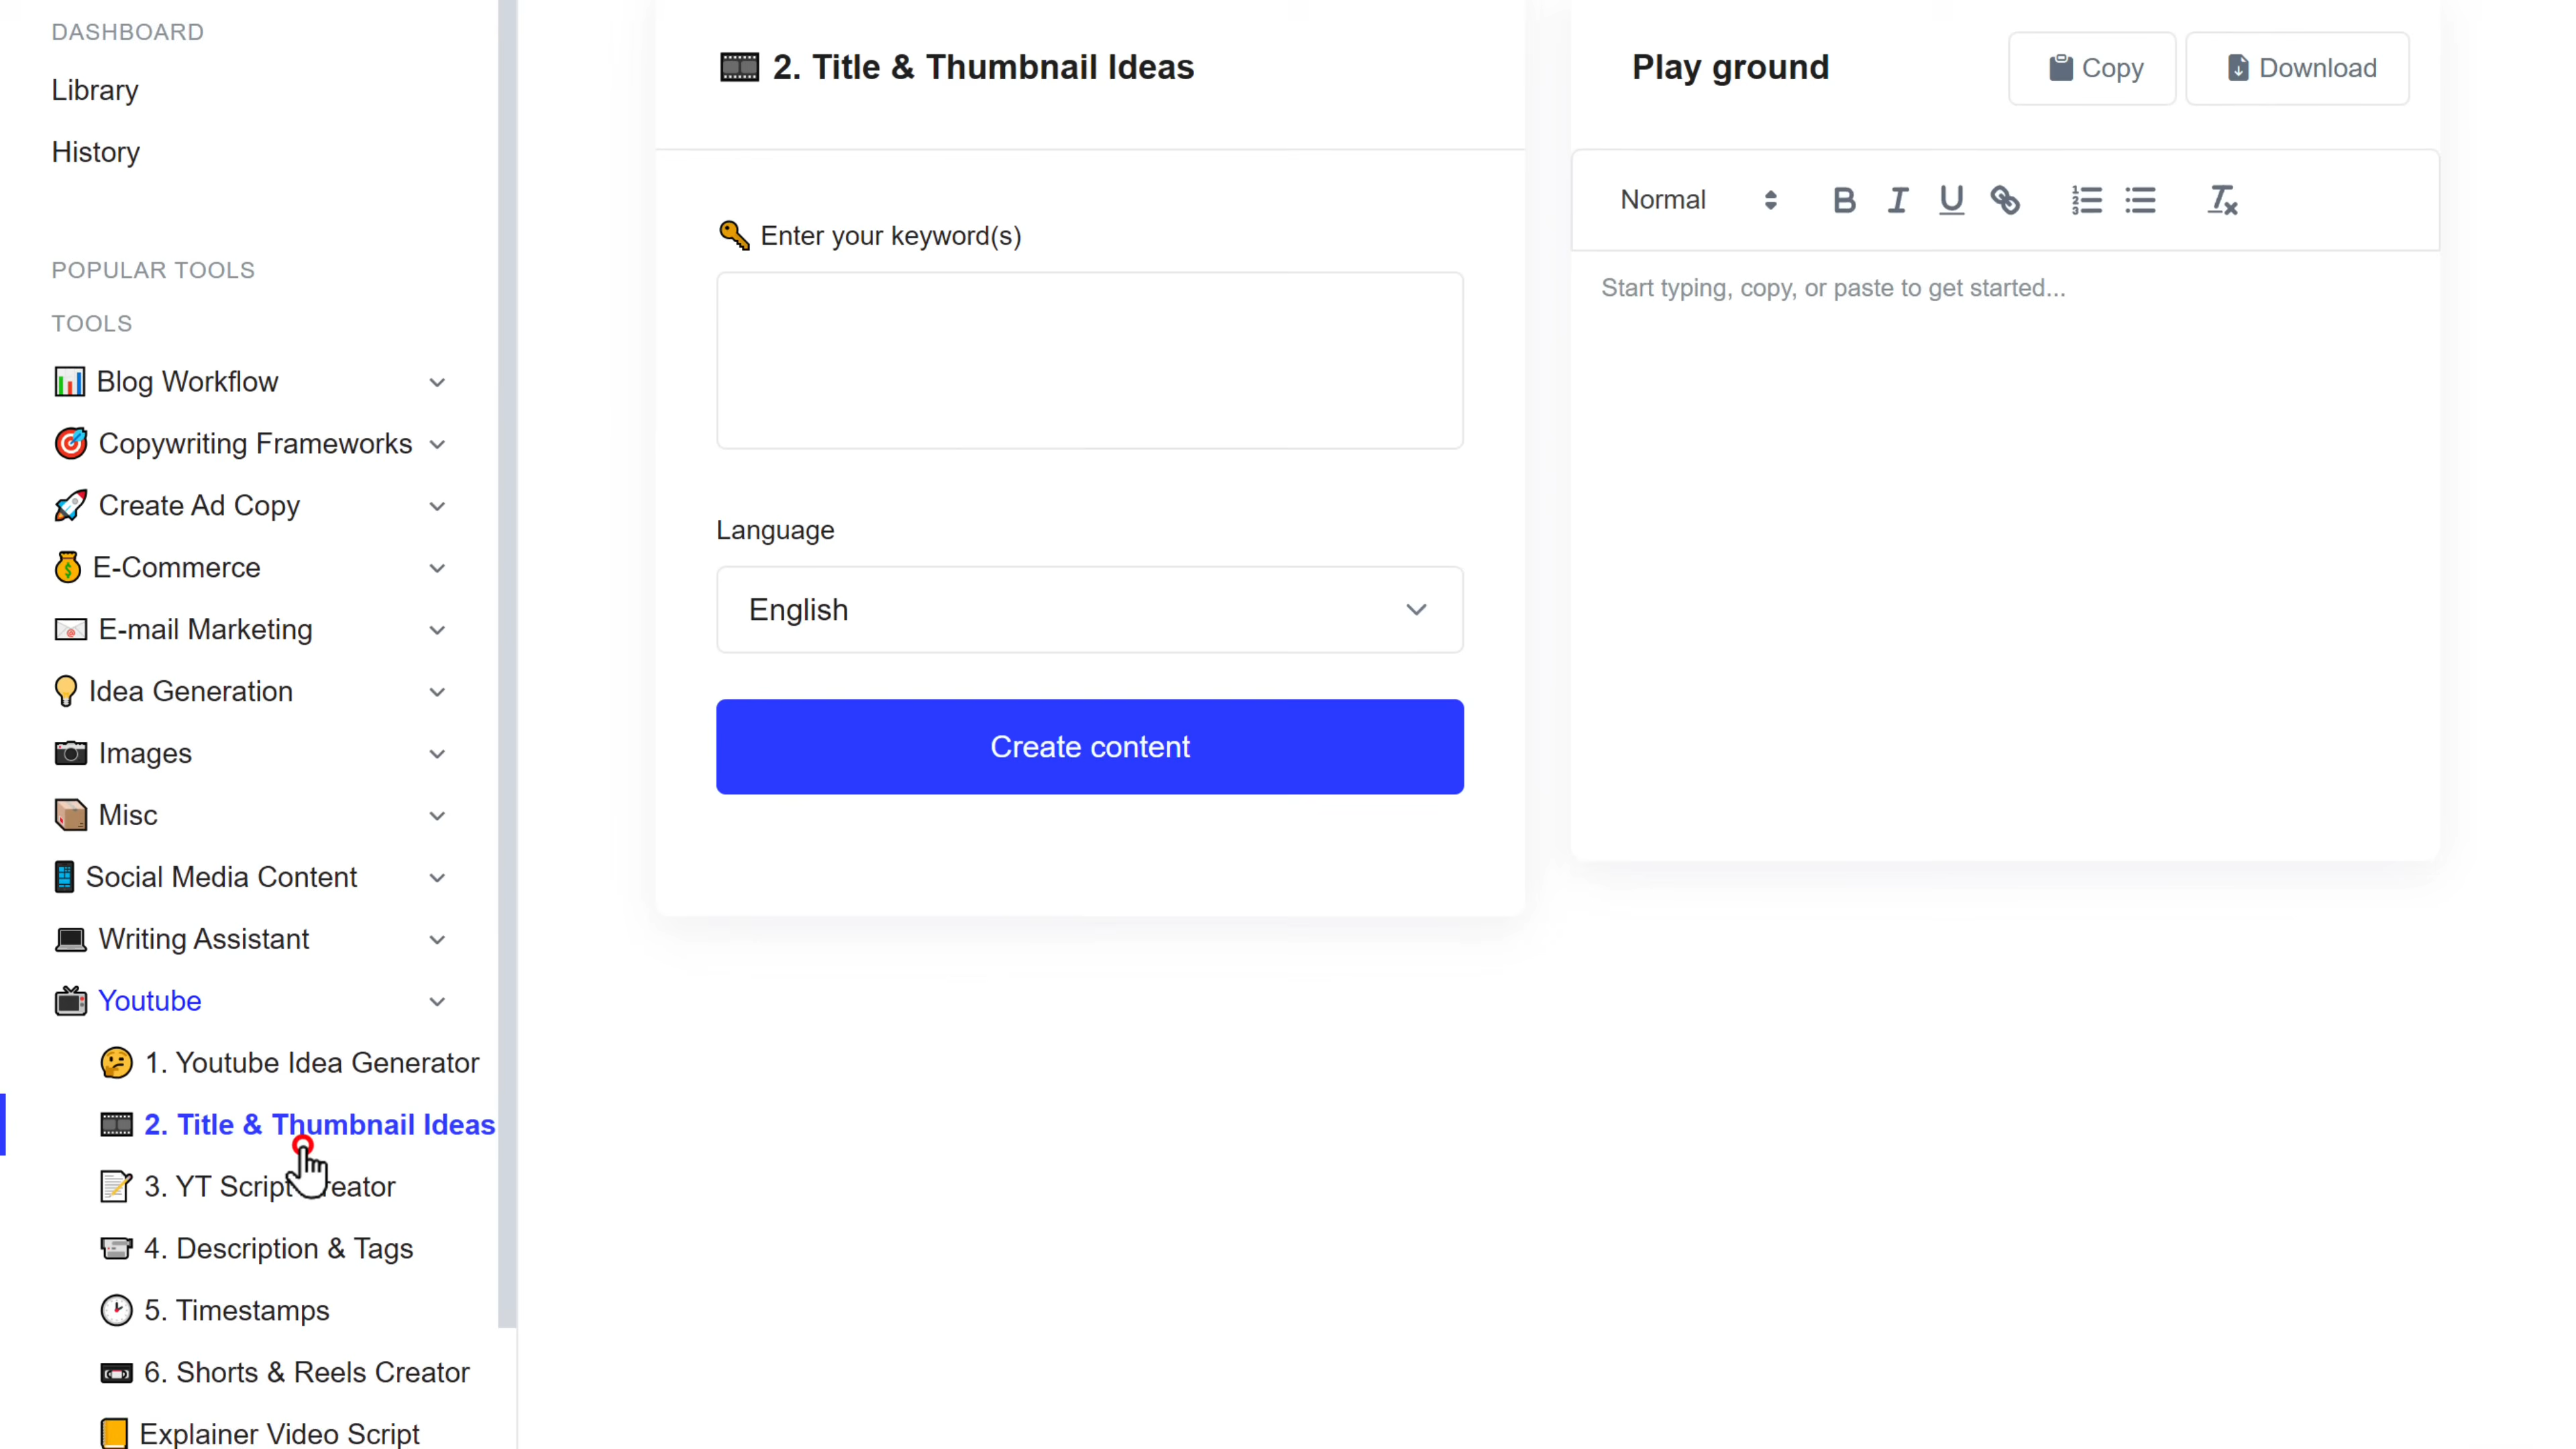 DASHBOARD
Library
History
POPULAR TOOLS
TOOLS
Blog Workflow
Copywriting Frameworks
Create Ad Copy
E-Commerce
E-mail Marketing
Idea Generation
Images
Misc
Social Media Content
Writing Assistant
Youtube
1. Youtube Idea Generator
2. Title & Thumbnail Ideas
3. YT Script Creator
4. Description & Tags
5. Timestamps
6. Shorts & Reels Creator
Explainer Video Script
2. Title & Thumbnail Ideas
Enter your keyword(s)
Language
English
Create content
Play ground
Copy
Download
Normal
Start typing, copy, or paste to get started...